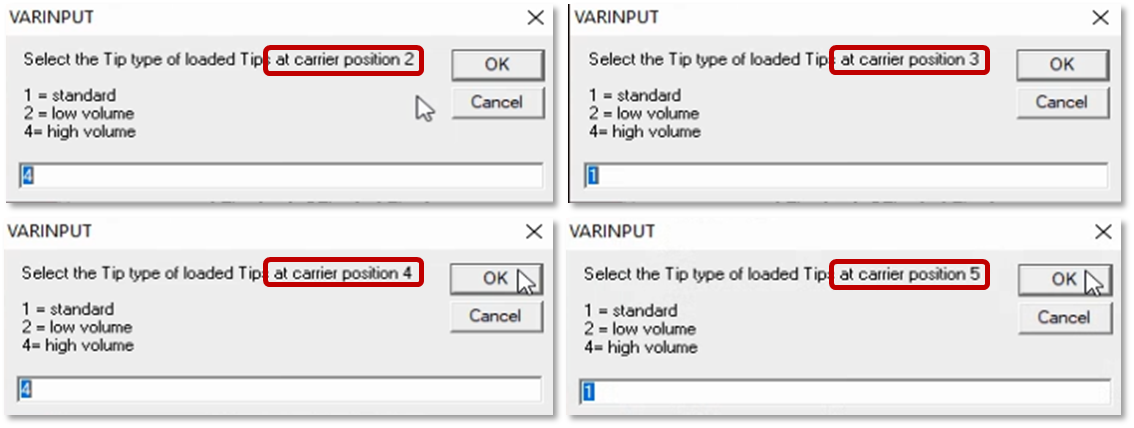 VARINPUT
Select the Tip type of loaded Tips at carrier position 2
OK
1 = standard
2 = low volume
4= high volume
Cancel
4
VARINPUT
Select the Tip type of loaded Tips at carrier position 3
OK
1 = standard
2 = low volume
4= high volume
Cancel
1
VARINPUT
Select the Tip type of loaded Tips at carrier position 4
OK
1 = standard
2 = low volume
4= high volume
Cancel
4
VARINPUT
Select the Tip type of loaded Tips at carrier position 5
OK
1 = standard
2 = low volume
4= high volume
Cancel
1